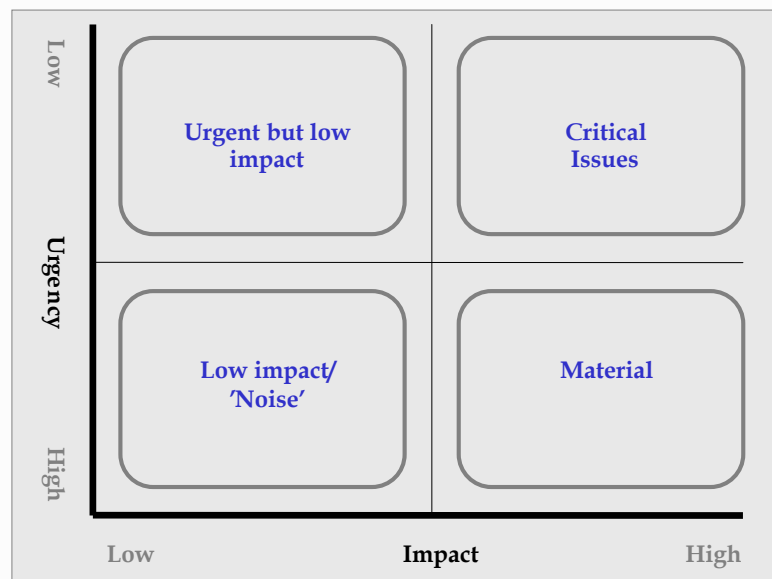 Low
Urgent but low
impact
Critical
Issues
Urgency
Low impact/
'Noise'
Material
High
Low
Impact
High